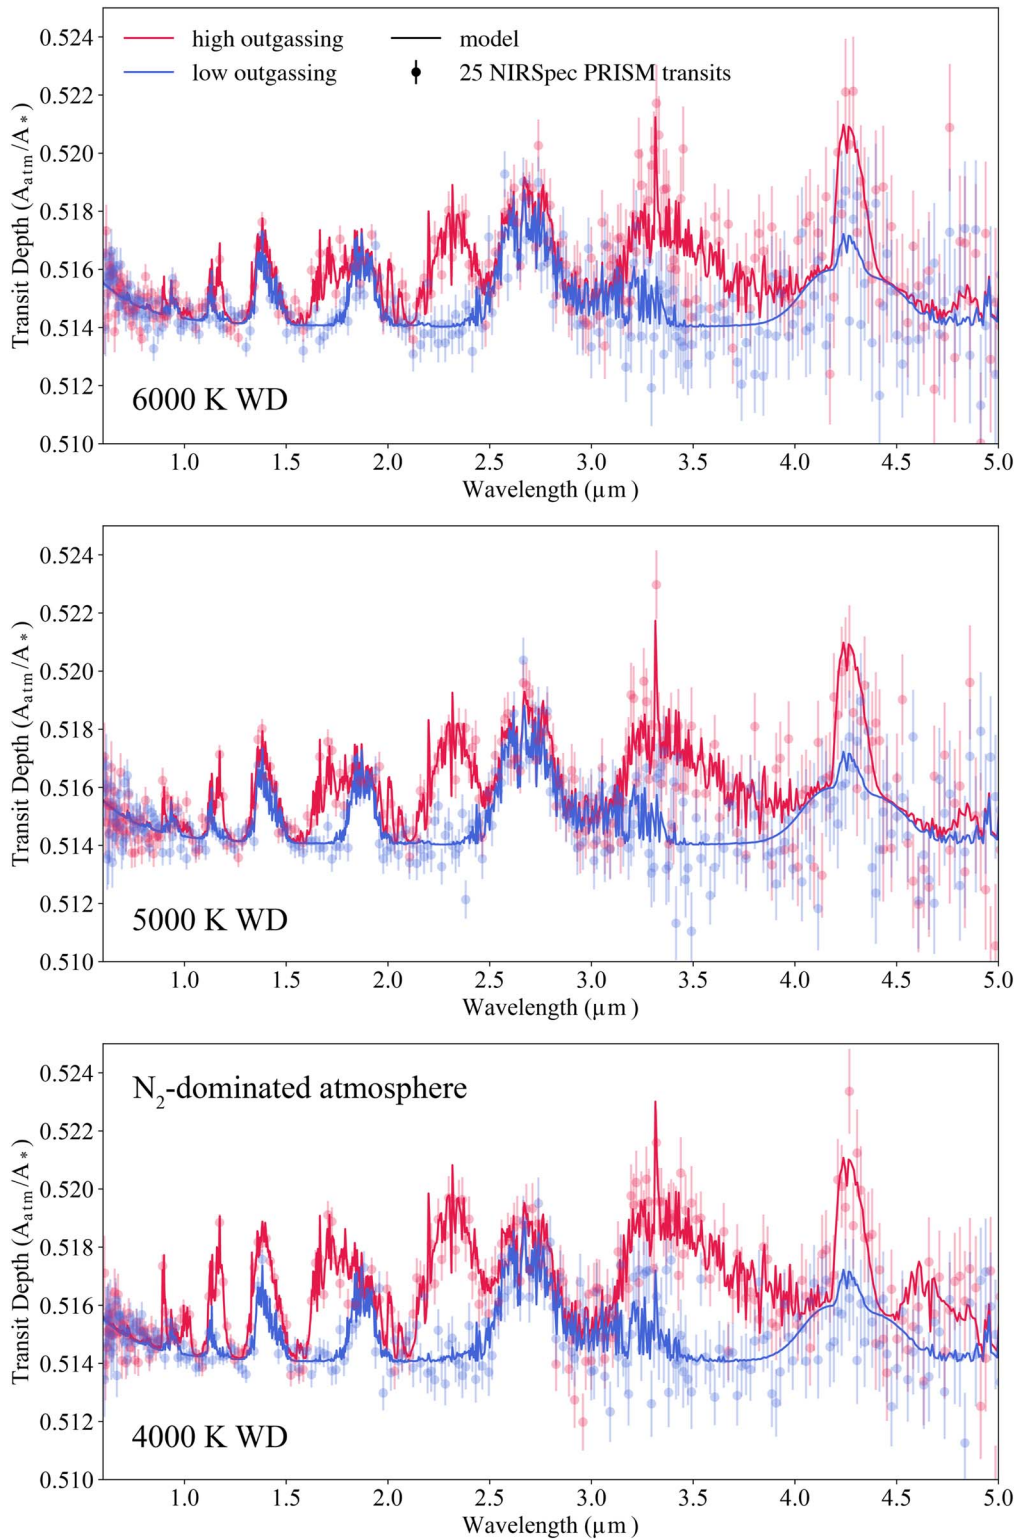 high outgassing
low outgassing
model
25 NIRSpec PRISM transits
0.524
0.522
0.520
0.518
0.516
0.514
0.512
0.510
Transit Depth (A_atm/A_*)
6000 K WD
1.0 1.5 2.0 2.5 3.0 3.5 4.0 4.5 5.0
Wavelength (μm)
0.524
0.522
0.520
0.518
0.516
0.514
0.512
0.510
Transit Depth (A_atm/A_*)
5000 K WD
1.0 1.5 2.0 2.5 3.0 3.5 4.0 4.5 5.0
Wavelength (μm)
N₂-dominated atmosphere
0.524
0.522
0.520
0.518
0.516
0.514
0.512
0.510
Transit Depth (A_atm/A_*)
4000 K WD
1.0 1.5 2.0 2.5 3.0 3.5 4.0 4.5 5.0
Wavelength (μm)